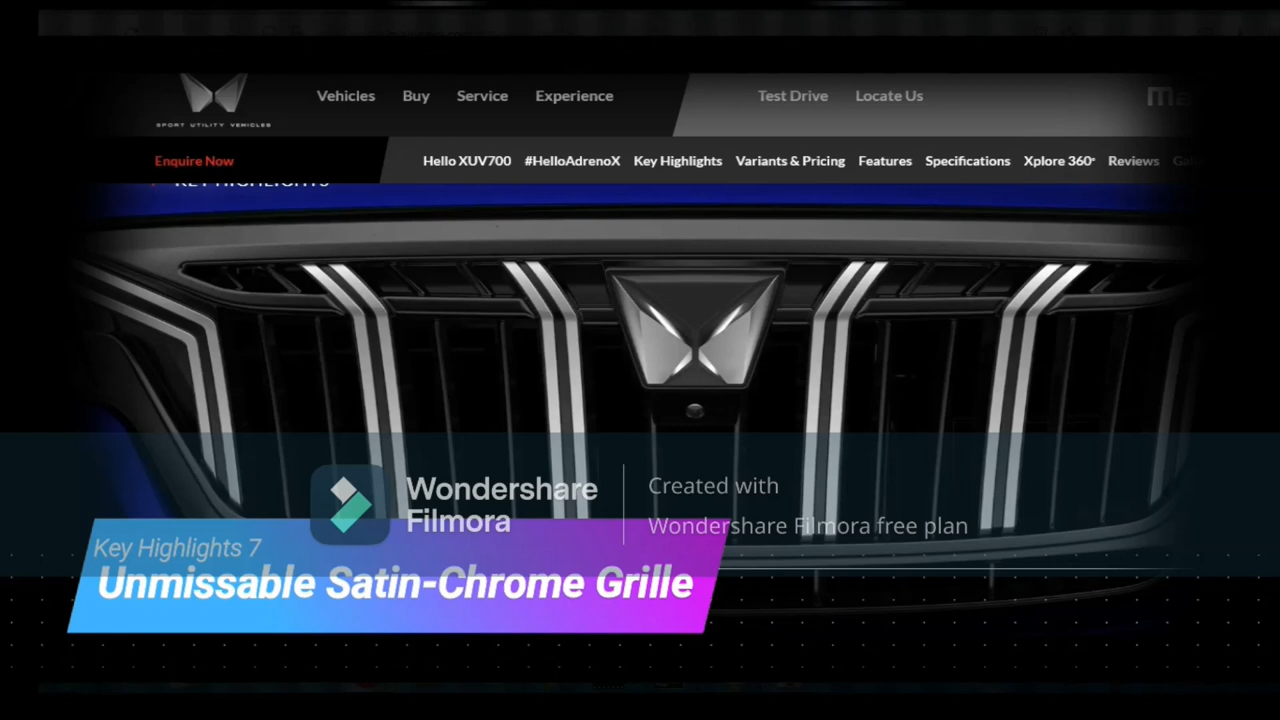 Vehicles Buy Service Experience Test Drive Locate Us
SPORT UTILITY VEHICLES
Enquire Now Hello XUV700 #HelloAdrenoX Key Highlights Variants & Pricing Features Specifications Xplore 360° Reviews
KEY HIGHLIGHTS
Wondershare
Filmora
Created with
Wondershare Filmora free plan
Key Highlights 7
Unmissable Satin-Chrome Grille